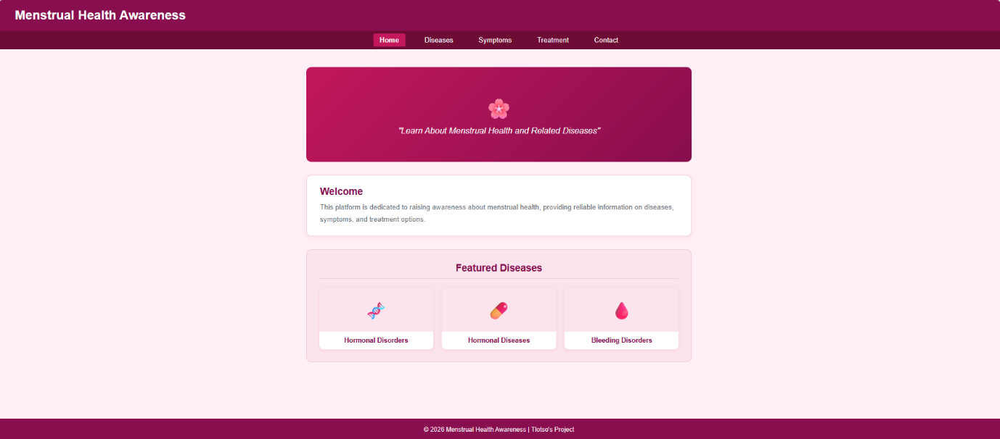 Menstrual Health Awareness
Home Diseases Symptoms Treatment Contact
"Learn About Menstrual Health and Related Diseases"
Welcome
This platform is dedicated to raising awareness about menstrual health, providing reliable information on diseases,
symptoms, and treatment options.
Featured Diseases
Hormonal Disorders Hormonal Diseases Bleeding Disorders
© 2026 Menstrual Health Awareness | Tlotso's Project